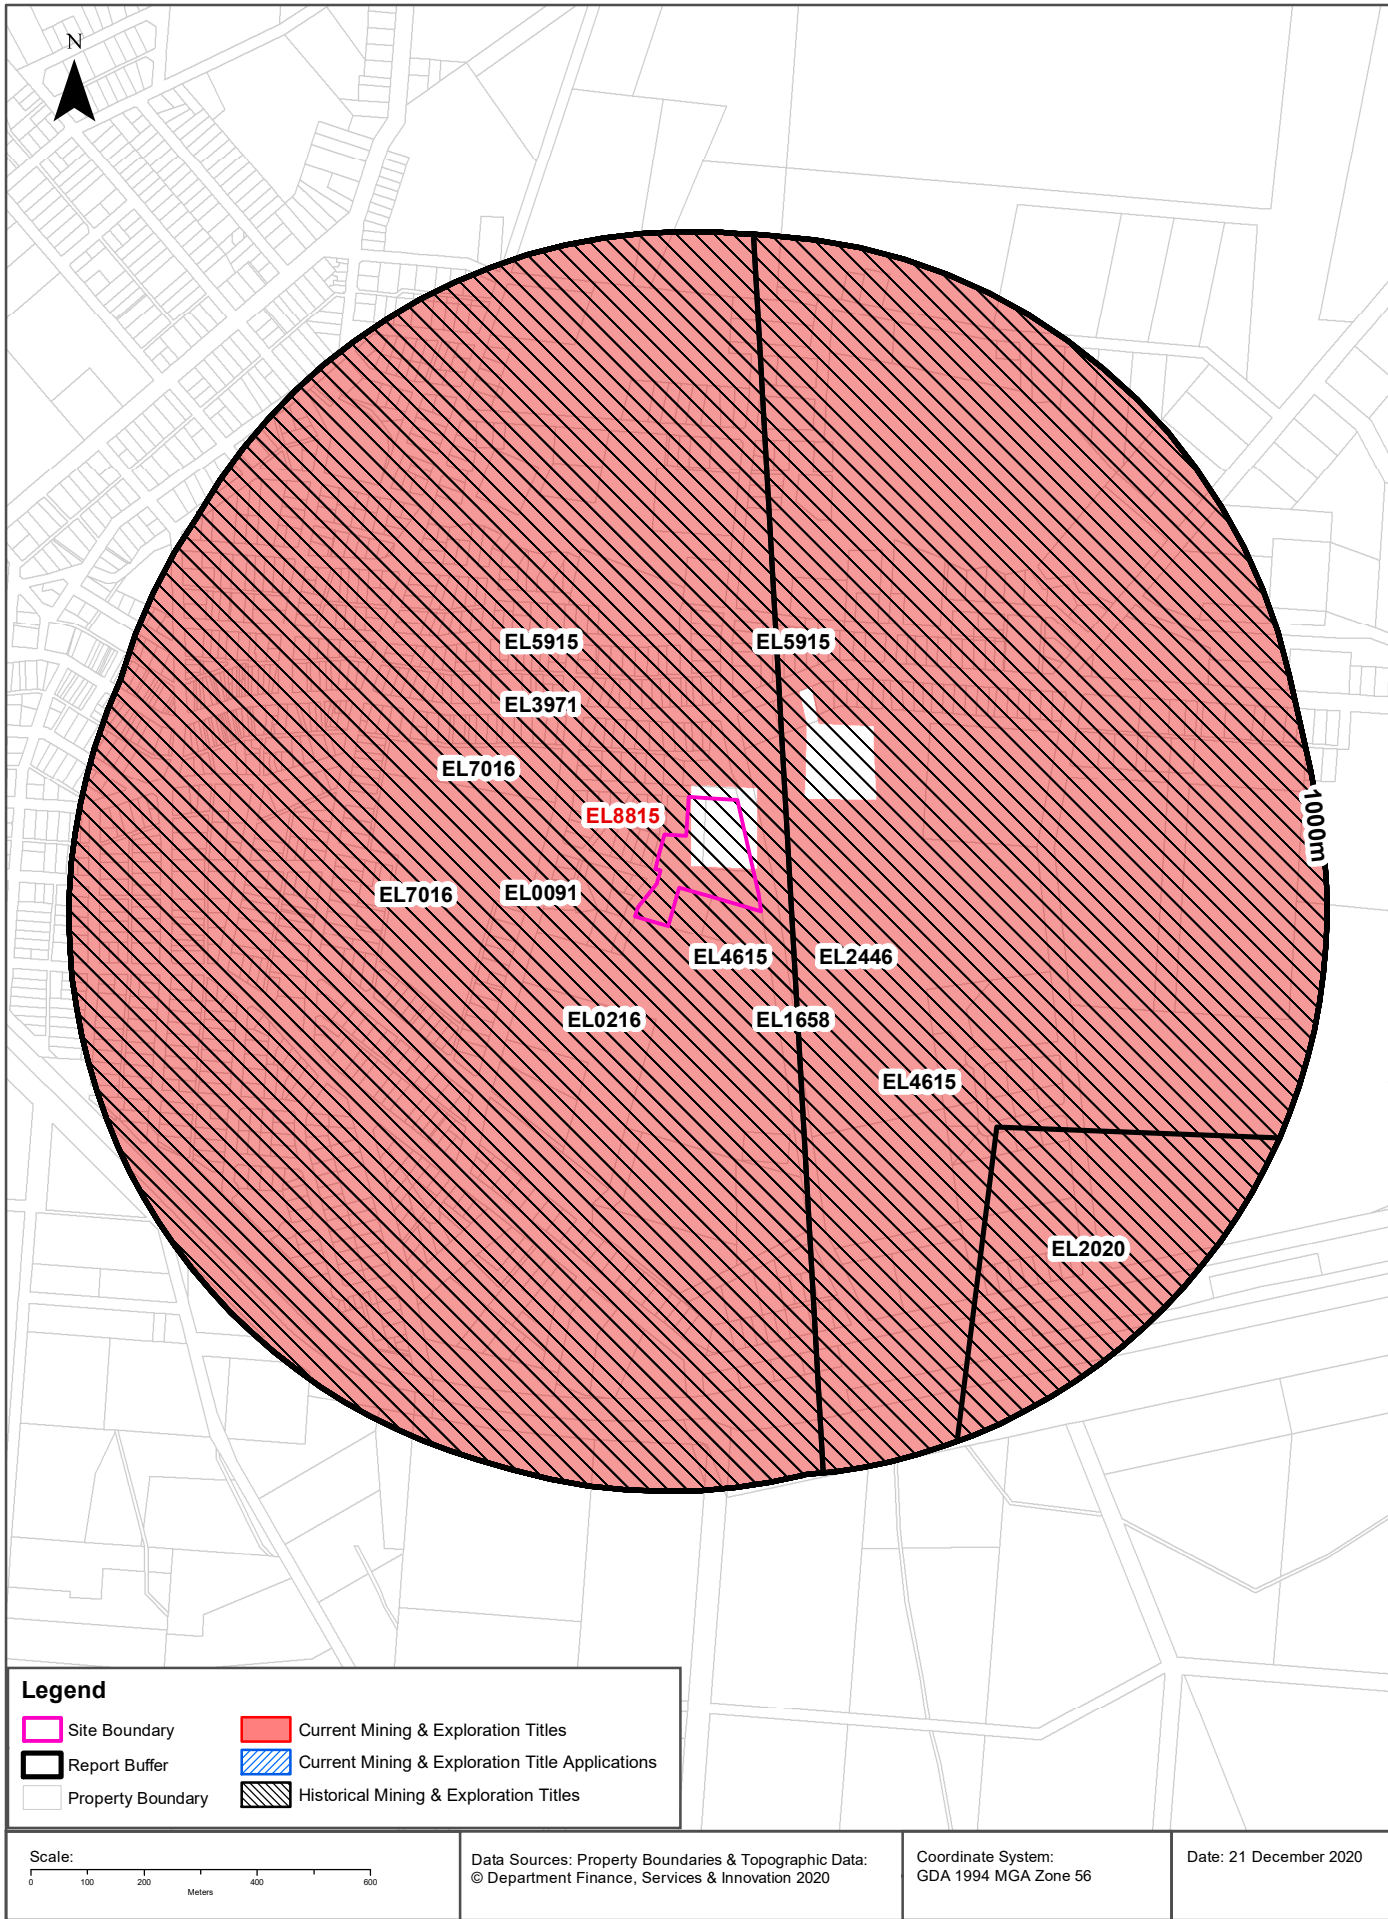 N
EL5915
EL5915
EL3971
EL7016
EL8815
1000m
EL7016
EL0091
EL4615
EL2446
EL0216
EL1658
EL4615
EL2020
Legend
Site Boundary
Report Buffer
Property Boundary
Current Mining & Exploration Titles
Current Mining & Exploration Title Applications
Historical Mining & Exploration Titles
Scale:
0 100 200 400 600
Meters
Data Sources: Property Boundaries & Topographic Data:
© Department Finance, Services & Innovation 2020
Coordinate System:
GDA 1994 MGA Zone 56
Date: 21 December 2020